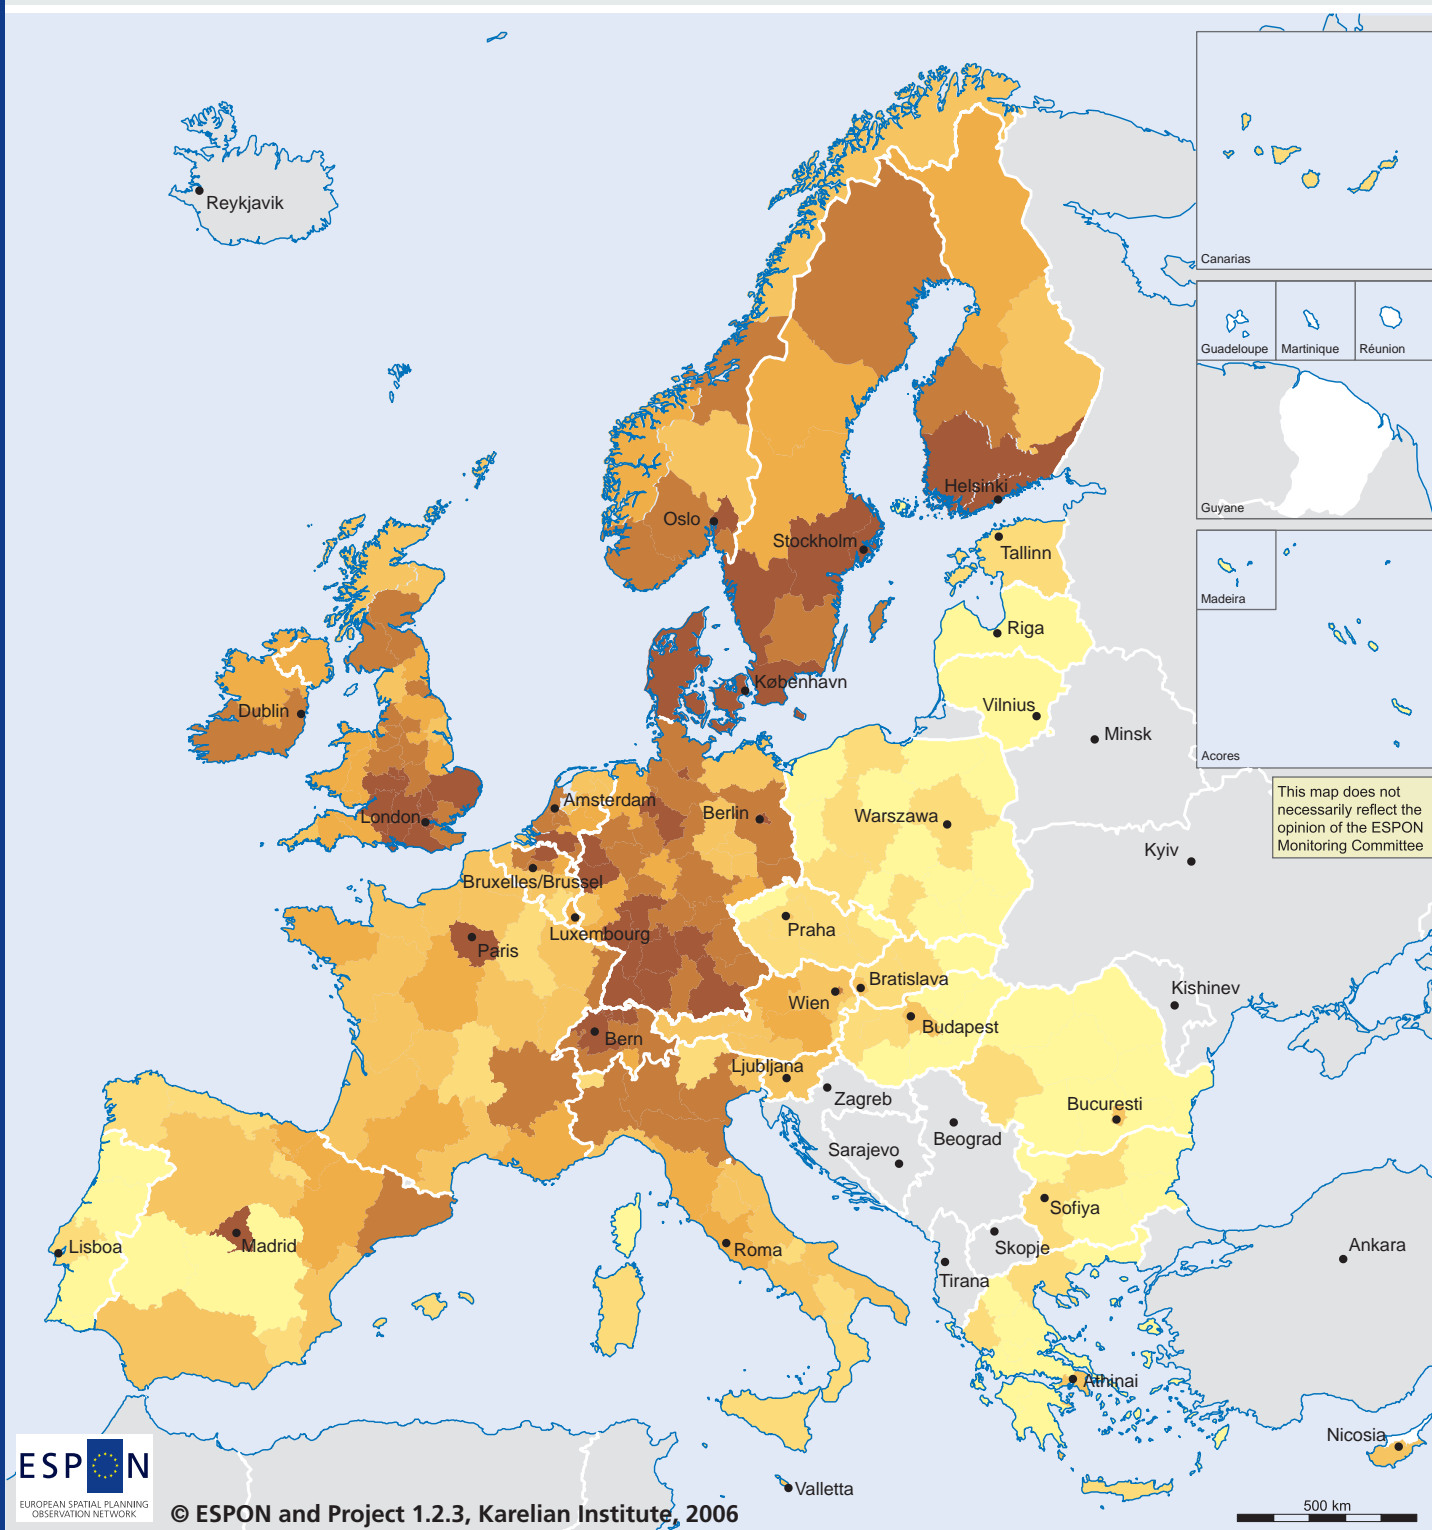 Reykjavik
Canarias
Guadeloupe
Martinique
Réunion
Guyane
Helsinki
Oslo
Stockholm
Tallinn
Madeira
Riga
København
Vilnius
Dublin
Minsk
Acores
This map does not
necessarily reflect the
opinion of the ESPON
Monitoring Committee
Amsterdam
London
Berlin
Warszawa
Kyiv
Bruxelles/Brussel
Luxembourg
Praha
Paris
Bratislava
Kishinev
Wien
Budapest
Bern
Ljubljana
Zagreb
Bucuresti
Beograd
Sarajevo
Sofiya
Lisboa
Madrid
Roma
Skopje
Ankara
Tirana
Athinai
Nicosia
Valletta
ESPON
EUROPEAN SPATIAL PLANNING
OBSERVATION NETWORK
© ESPON and Project 1.2.3, Karelian Institute, 2006
500 km